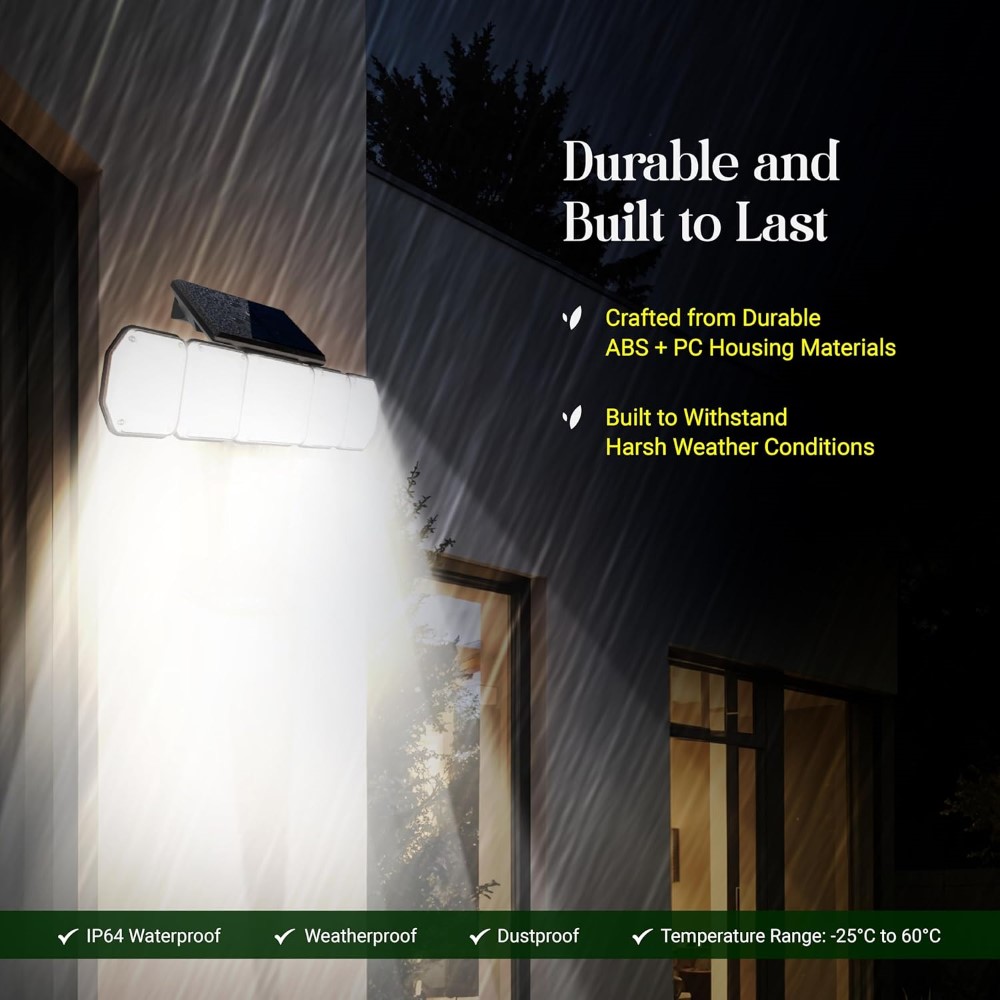 Durable and
Built to Last
Crafted from Durable
ABS + PC Housing Materials
Built to Withstand
Harsh Weather Conditions
IP64 Waterproof
Weatherproof
Dustproof
Temperature Range: -25°C to 60°C